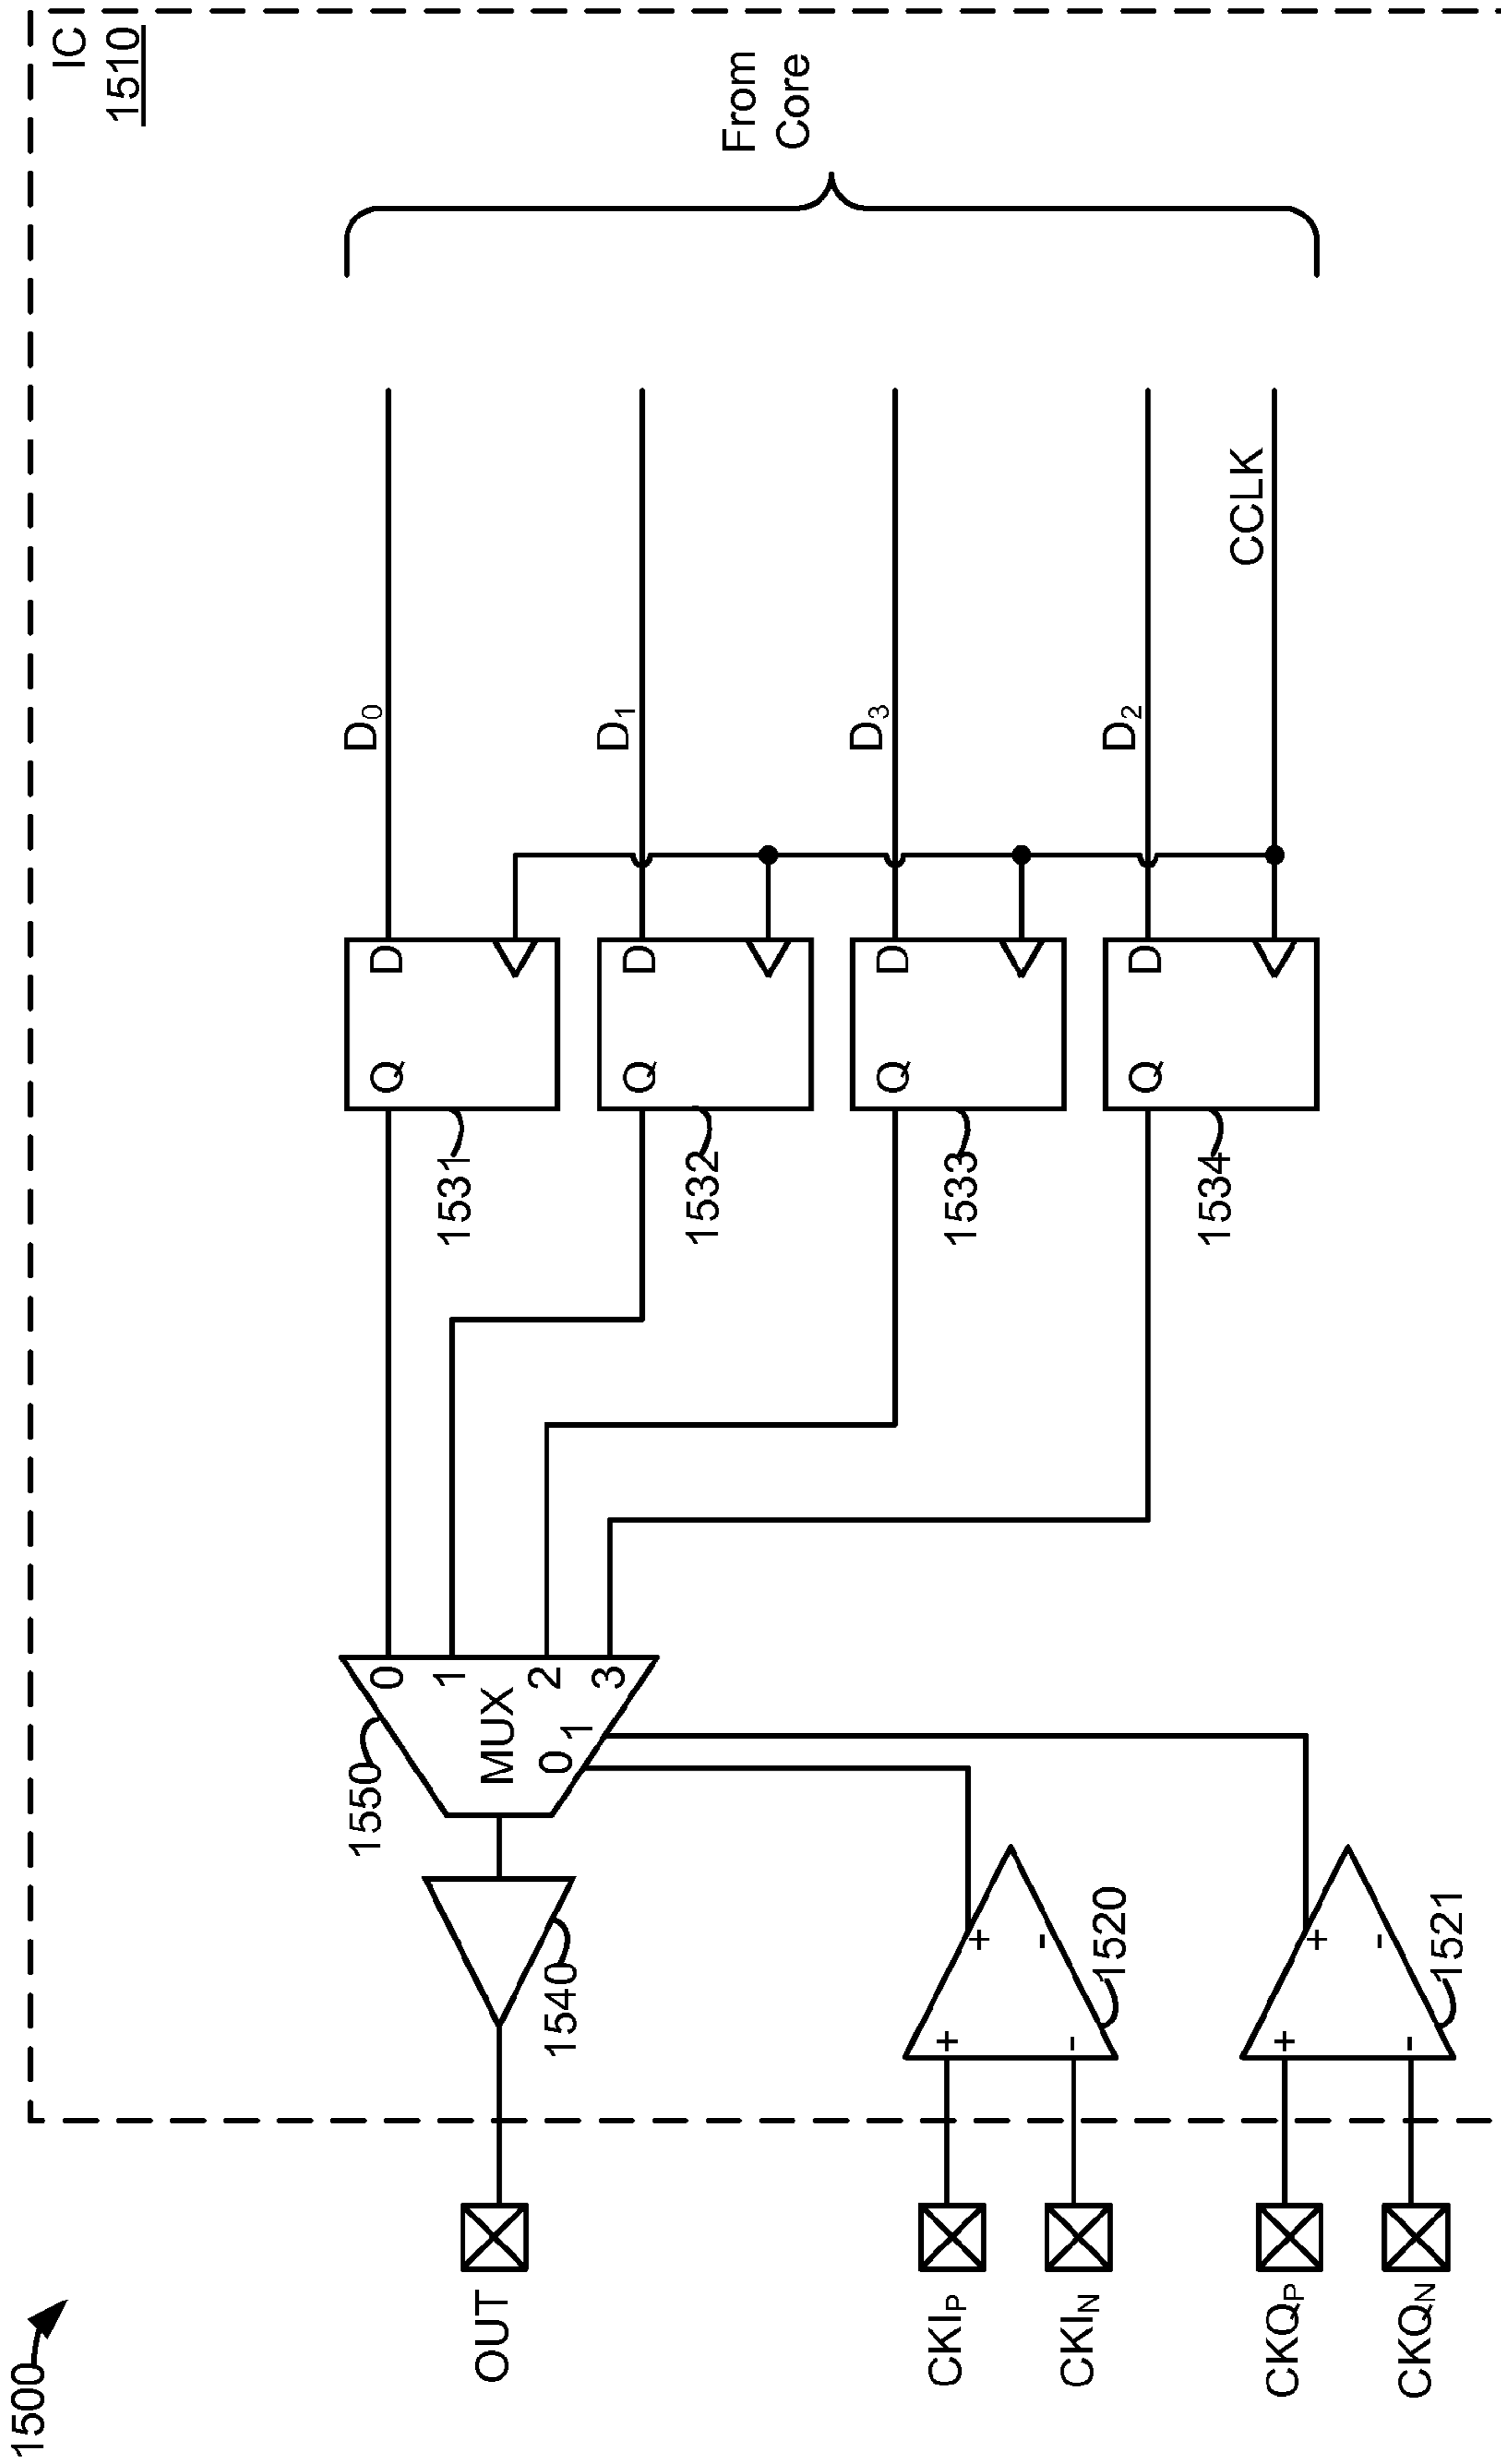 1500
IC
1510
From
Core
D0
D1
D3
D2
CCLK
D
Q
D
Q
D
Q
D
Q
1531
1532
1533
1534
1550
0
1
2
3
MUX
0
1
1540
+
-
+
-
1520
+
-
+
-
1521
OUT
CKIP
CKIN
CKQP
CKQN